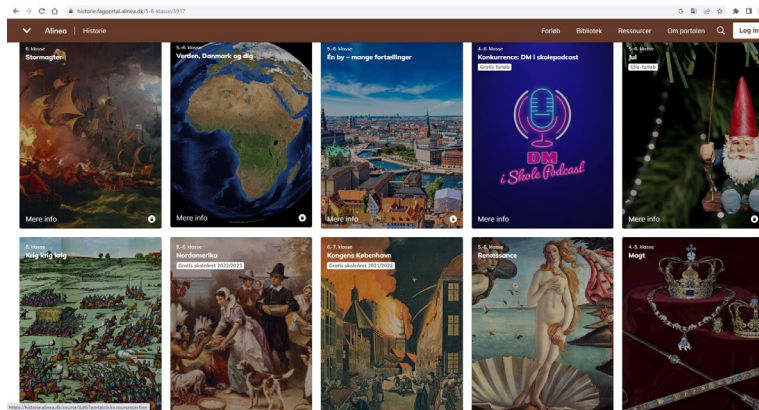 historie.fagportal.alinea.dk/5-6-klasse/3917
Alinea | Historie
Forløb
Bibliotek
Ressourcer
Om portalen
Log in
6. klasse
Stormagter
Mere info
5.-6. klasse
Verden, Danmark og dig
Mere info
5.-6. klasse
Én by – mange fortællinger
Mere info
4.-6. klasse
Konkurrence: DM i skolepodcast
Gratis forløb
DM
i Skole Podcast
Mere info
5.-6. klasse
Jul
Mere info
6. klasse
Krig krig krig
5.-6. klasse
Nordamerika
Gratis skoleåret 2022/2023
6.-7. klasse
Kongens København
Gratis skoleåret 2021/2022
5.-6. klasse
Renæssance
4.-5. klasse
Magt